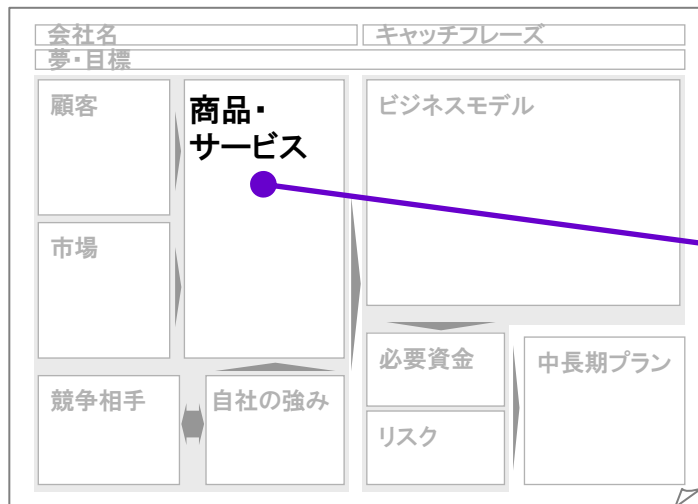 会社名
キャッチフレーズ
夢・目標
顧客
商品・
サービス
ビジネスモデル
市場
必要資金
中長期プラン
競争相手
自社の強み
リスク